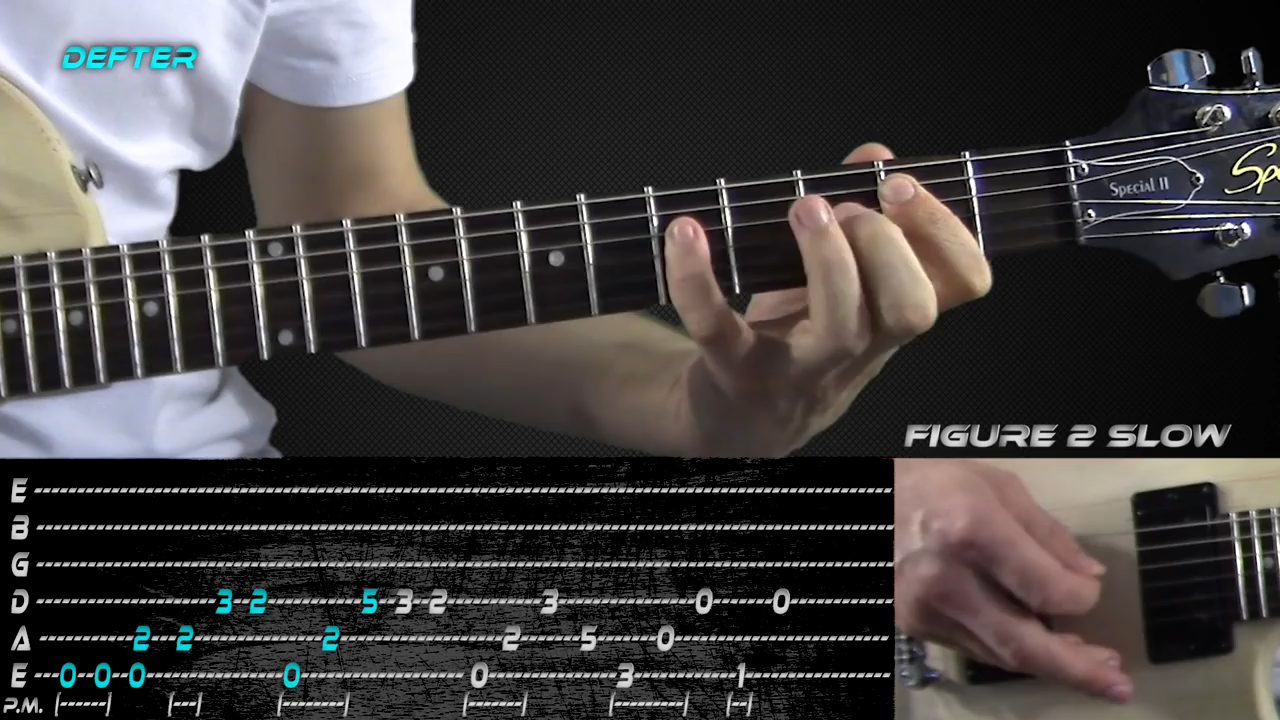 DEFTER
SPECIAL II
Sp
FIGURE 2 SLOW
E
B
G
D 3 2 5 3 2 3 0 0
A 2 2 2 2 5 0
E 0 0 0 0 0 3 1
P.M. |----| |--| |------| |-----| |-------| |-|